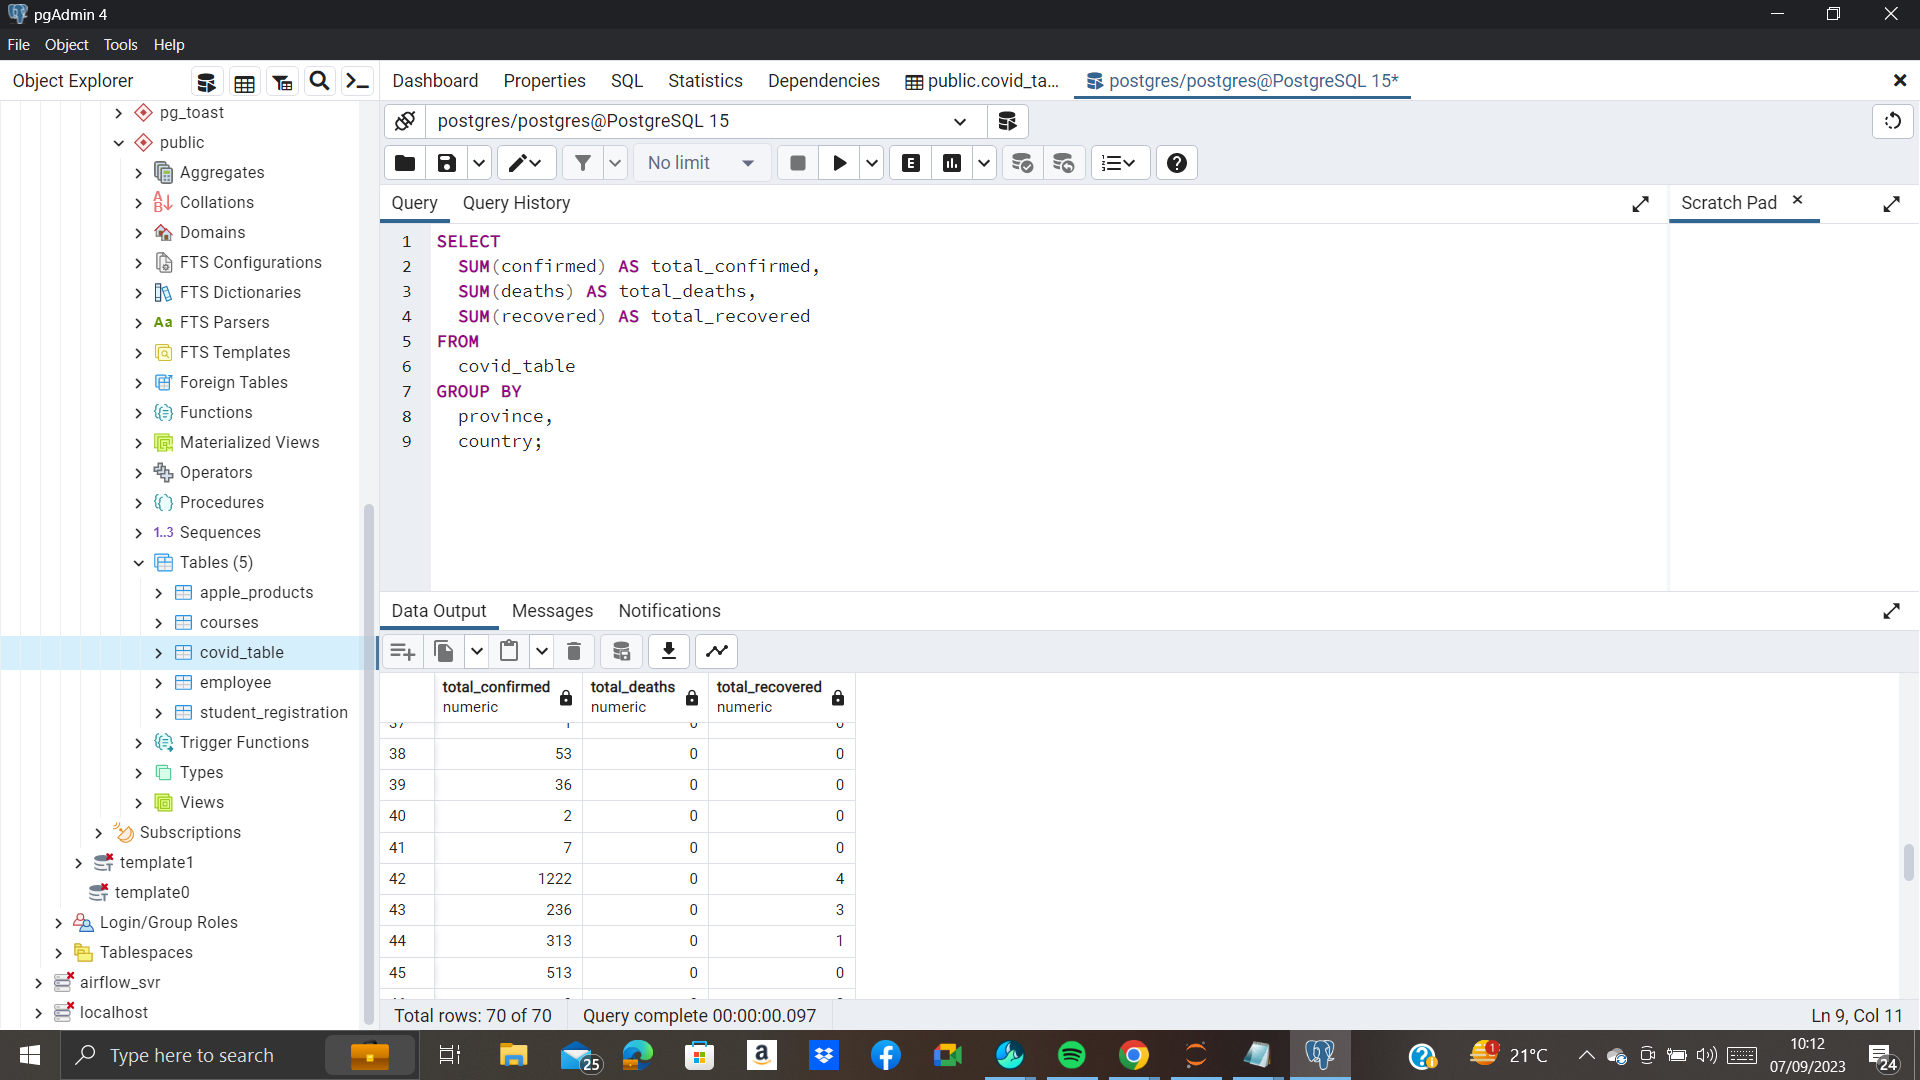 pgAdmin 4
File Object Tools Help
Object Explorer
Dashboard Properties SQL Statistics Dependencies public.covid_ta... postgres/postgres@PostgreSQL 15*
pg_toast
public
Aggregates
Collations
Domains
FTS Configurations
FTS Dictionaries
Aa FTS Parsers
FTS Templates
Foreign Tables
Functions
Materialized Views
Operators
Procedures
1..3 Sequences
Tables (5)
apple_products
courses
covid_table
employee
student_registration
Trigger Functions
Types
Views
Subscriptions
template1
template0
Login/Group Roles
Tablespaces
airflow_svr
localhost
postgres/postgres@PostgreSQL 15
No limit
E
Query Query History
Scratch Pad
1 SELECT
2 SUM(confirmed) AS total_confirmed,
3 SUM(deaths) AS total_deaths,
4 SUM(recovered) AS total_recovered
5 FROM
6 covid_table
7 GROUP BY
8 province,
9 country;
Data Output Messages Notifications
total_confirmed total_deaths total_recovered
numeric numeric numeric
37 1 0 0
38 53 0 0
39 36 0 0
40 2 0 0
41 7 0 0
42 1222 0 4
43 236 0 3
44 313 0 1
45 513 0 0
Total rows: 70 of 70 Query complete 00:00:00.097 Ln 9, Col 11
Type here to search
25
1
21°C
10:12
07/09/2023
24